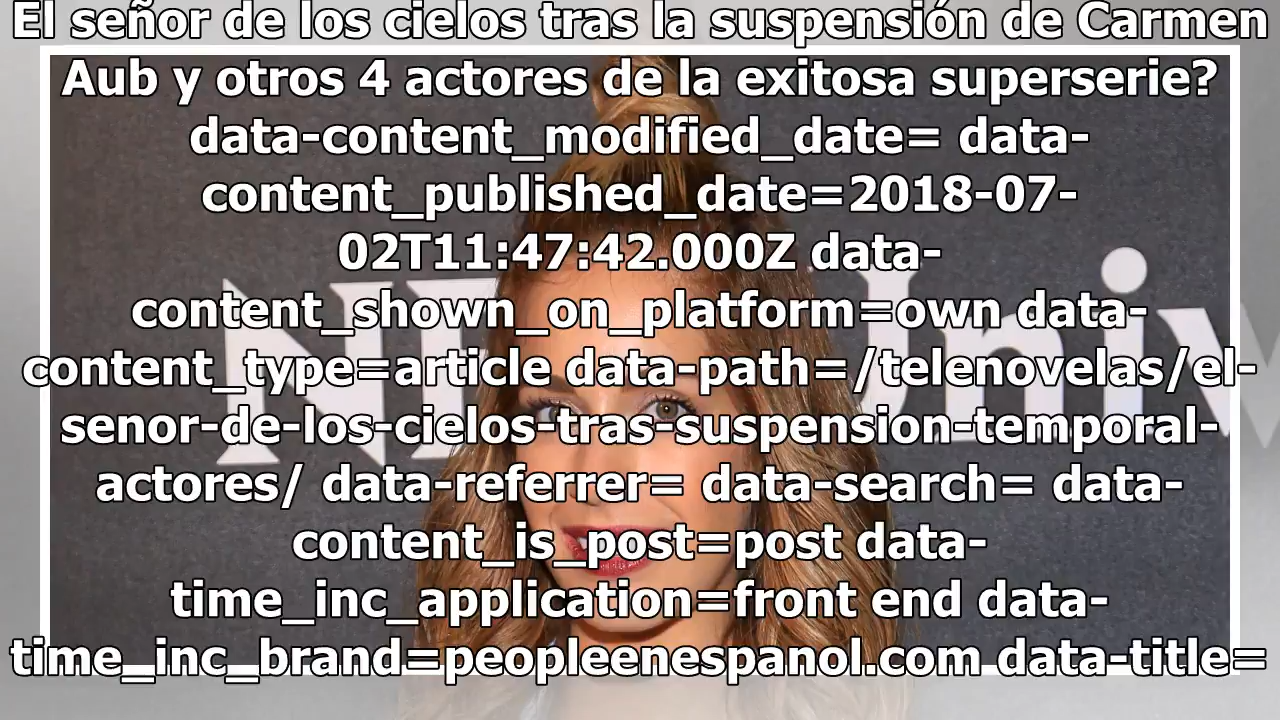 El señor de los cielos tras la suspensión de Carmen
Aub y otros 4 actores de la exitosa superserie?
data-content_modified_date= data-
content_published_date=2018-07-
02T11:47:42.000Z data-
content_shown_on_platform=own data-
content_type=article data-path=/telenovelas/el-
senor-de-los-cielos-tras-suspension-temporal-
actores/ data-referrer= data-search= data-
content_is_post=post data-
time_inc_application=front end data-
time_inc_brand=peopleenespanol.com data-title=